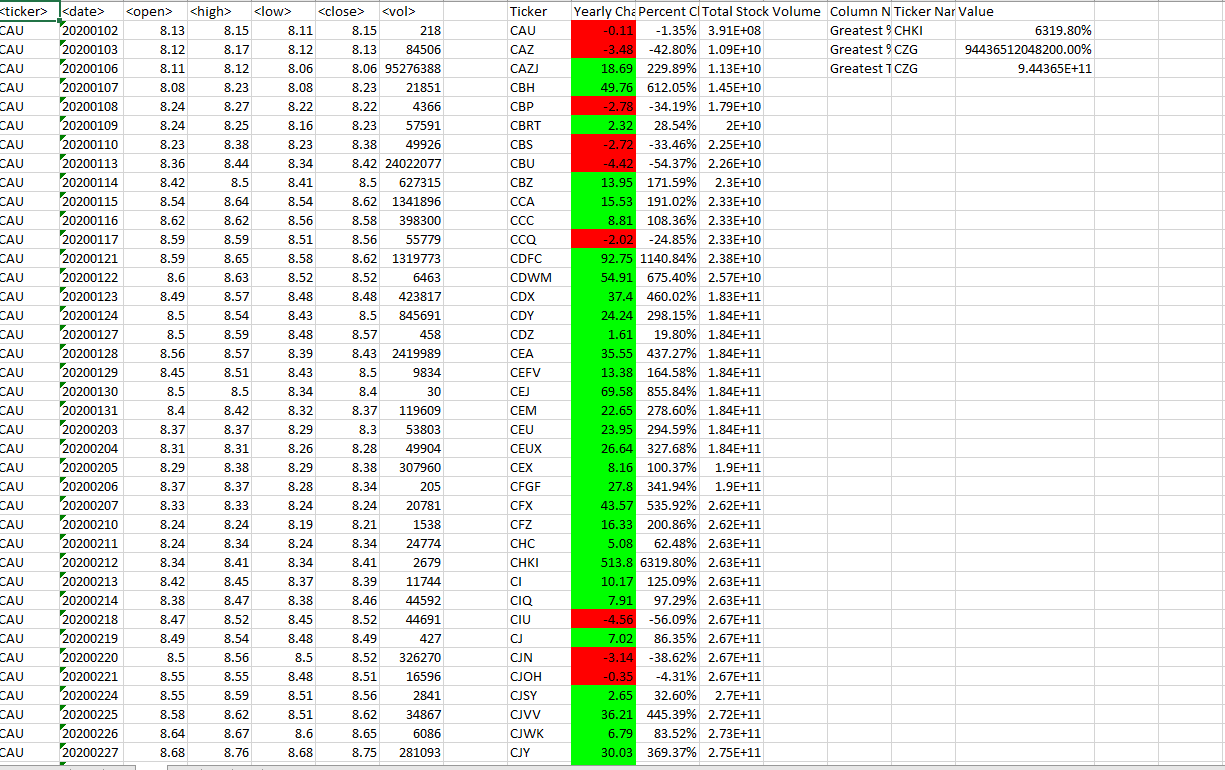 <ticker> <date> <open> <high> <low> <close> <vol> Ticker Yearly Cha Percent C Total Stock Volume Column N Ticker Nar Value
CAU 20200102 8.13 8.15 8.11 8.15 218 CAU -0.11 -1.35% 3.91E+08 Greatest % CHKI 6319.80%
CAU 20200103 8.12 8.17 8.12 8.13 84506 CAZ -3.48 -42.80% 1.09E+10 Greatest % CZG 94436512048200.00%
CAU 20200106 8.11 8.12 8.06 8.06 95276388 CAZJ 18.69 229.89% 1.13E+10 Greatest T CZG 9.44365E+11
CAU 20200107 8.08 8.23 8.08 8.23 21851 CBH 49.76 612.05% 1.45E+10
CAU 20200108 8.24 8.27 8.22 8.22 4366 CBP -2.78 -34.19% 1.79E+10
CAU 20200109 8.24 8.25 8.16 8.23 57591 CBRT 2.32 28.54% 2E+10
CAU 20200110 8.23 8.38 8.23 8.38 49926 CBS -2.72 -33.46% 2.25E+10
CAU 20200113 8.36 8.44 8.34 8.42 24022077 CBU -4.42 -54.37% 2.26E+10
CAU 20200114 8.42 8.5 8.41 8.5 627315 CBZ 13.95 171.59% 2.3E+10
CAU 20200115 8.54 8.64 8.54 8.62 1341896 CCA 15.53 191.02% 2.33E+10
CAU 20200116 8.62 8.62 8.56 8.58 398300 CCC 8.81 108.36% 2.33E+10
CAU 20200117 8.59 8.59 8.51 8.56 55779 CCQ -2.02 -24.85% 2.33E+10
CAU 20200121 8.59 8.65 8.58 8.62 1319773 CDFC 92.75 1140.84% 2.38E+10
CAU 20200122 8.6 8.63 8.52 8.52 6463 CDWM 54.91 675.40% 2.57E+10
CAU 20200123 8.49 8.57 8.48 8.48 423817 CDX 37.4 460.02% 1.83E+11
CAU 20200124 8.5 8.54 8.43 8.5 845691 CDY 24.24 298.15% 1.84E+11
CAU 20200127 8.5 8.59 8.48 8.57 458 CDZ 1.61 19.80% 1.84E+11
CAU 20200128 8.56 8.57 8.39 8.43 2419989 CEA 35.55 437.27% 1.84E+11
CAU 20200129 8.45 8.51 8.43 8.5 9834 CEFV 13.38 164.58% 1.84E+11
CAU 20200130 8.5 8.5 8.34 8.4 30 CEJ 69.58 855.84% 1.84E+11
CAU 20200131 8.4 8.42 8.32 8.37 119609 CEM 22.65 278.60% 1.84E+11
CAU 20200203 8.37 8.37 8.29 8.3 53803 CEU 23.95 294.59% 1.84E+11
CAU 20200204 8.31 8.31 8.26 8.28 49904 CEUX 26.64 327.68% 1.84E+11
CAU 20200205 8.29 8.38 8.29 8.38 307960 CEX 8.16 100.37% 1.9E+11
CAU 20200206 8.37 8.37 8.28 8.34 205 CFGF 27.8 341.94% 1.9E+11
CAU 20200207 8.33 8.33 8.24 8.24 20781 CFX 43.57 535.92% 2.62E+11
CAU 20200210 8.24 8.24 8.19 8.21 1538 CFZ 16.33 200.86% 2.62E+11
CAU 20200211 8.24 8.34 8.24 8.34 24774 CHC 5.08 62.48% 2.63E+11
CAU 20200212 8.34 8.41 8.34 8.41 2679 CHKI 513.8 6319.80% 2.63E+11
CAU 20200213 8.42 8.45 8.37 8.39 11744 CI 10.17 125.09% 2.63E+11
CAU 20200214 8.38 8.47 8.38 8.46 44592 CIQ 7.91 97.29% 2.63E+11
CAU 20200218 8.47 8.52 8.45 8.52 44691 CIU -4.56 -56.09% 2.67E+11
CAU 20200219 8.49 8.54 8.48 8.49 427 CJ 7.02 86.35% 2.67E+11
CAU 20200220 8.5 8.56 8.5 8.52 326270 CJN -3.14 -38.62% 2.67E+11
CAU 20200221 8.55 8.55 8.48 8.51 16596 CJOH -0.35 -4.31% 2.67E+11
CAU 20200224 8.55 8.59 8.51 8.56 2841 CJSY 2.65 32.60% 2.7E+11
CAU 20200225 8.58 8.62 8.51 8.62 34867 CJVV 36.21 445.39% 2.72E+11
CAU 20200226 8.64 8.67 8.6 8.65 6086 CJWK 6.79 83.52% 2.73E+11
CAU 20200227 8.68 8.76 8.68 8.75 281093 CJY 30.03 369.37% 2.75E+11